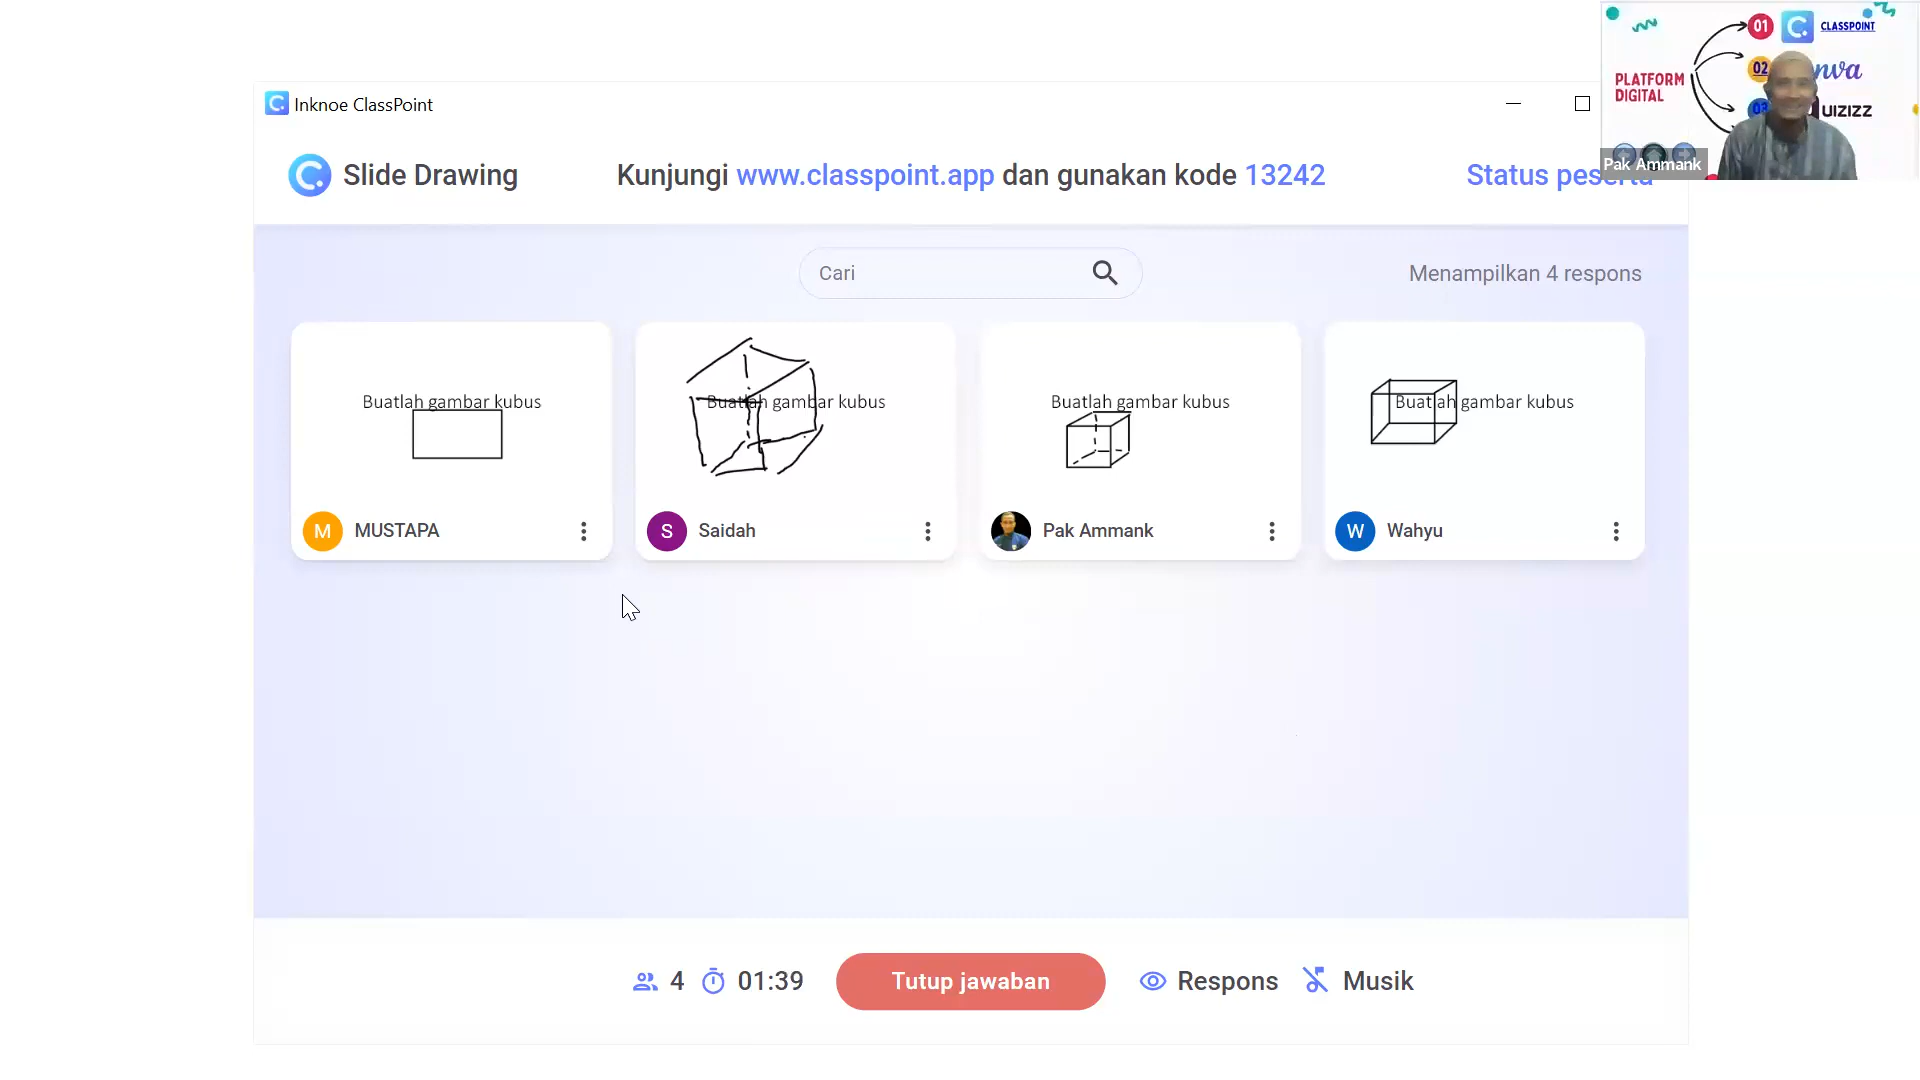 Inknoe ClassPoint
Slide Drawing
Kunjungi www.classpoint.app dan gunakan kode 13242
Status peserta
01
CLASSPOINT
02
nva
PLATFORM
DIGITAL
03
UIZIZZ
Pak Ammank
Cari
Menampilkan 4 respons
Buatlah gambar kubus
M
MUSTAPA
Buatlah gambar kubus
S
Saidah
Buatlah gambar kubus
Pak Ammank
Buatlah gambar kubus
W
Wahyu
4
01:39
Tutup jawaban
Respons
Musik